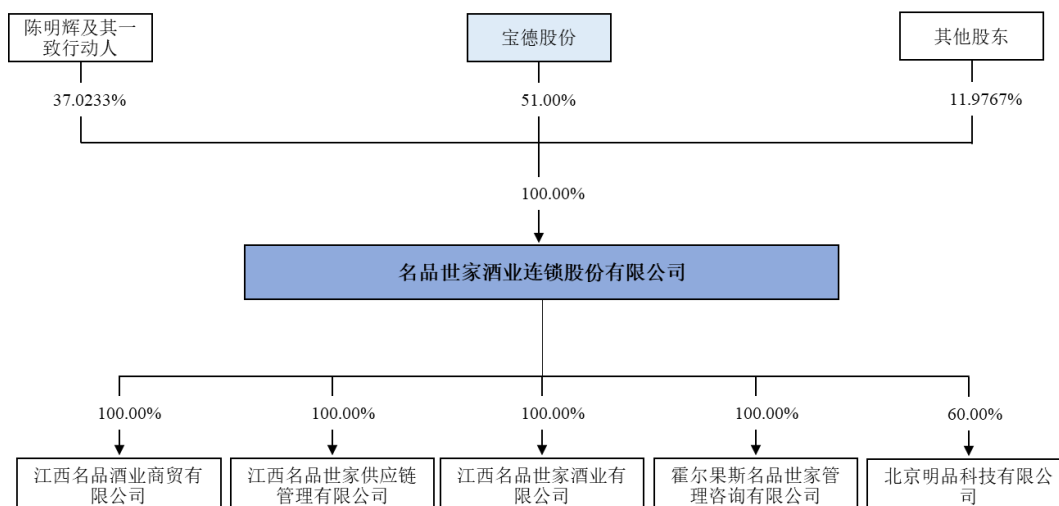 陈明辉及其一
致行动人
宝德股份
其他股东
37.0233%
51.00%
11.9767%
100.00%
名品世家酒业连锁股份有限公司
100.00%
100.00%
100.00%
100.00%
60.00%
江西名品酒业商贸有
限公司
江西名品世家供应链
管理有限公司
江西名品世家酒业有
限公司
霍尔果斯名品世家管
理咨询有限公司
北京明品科技有限公
司